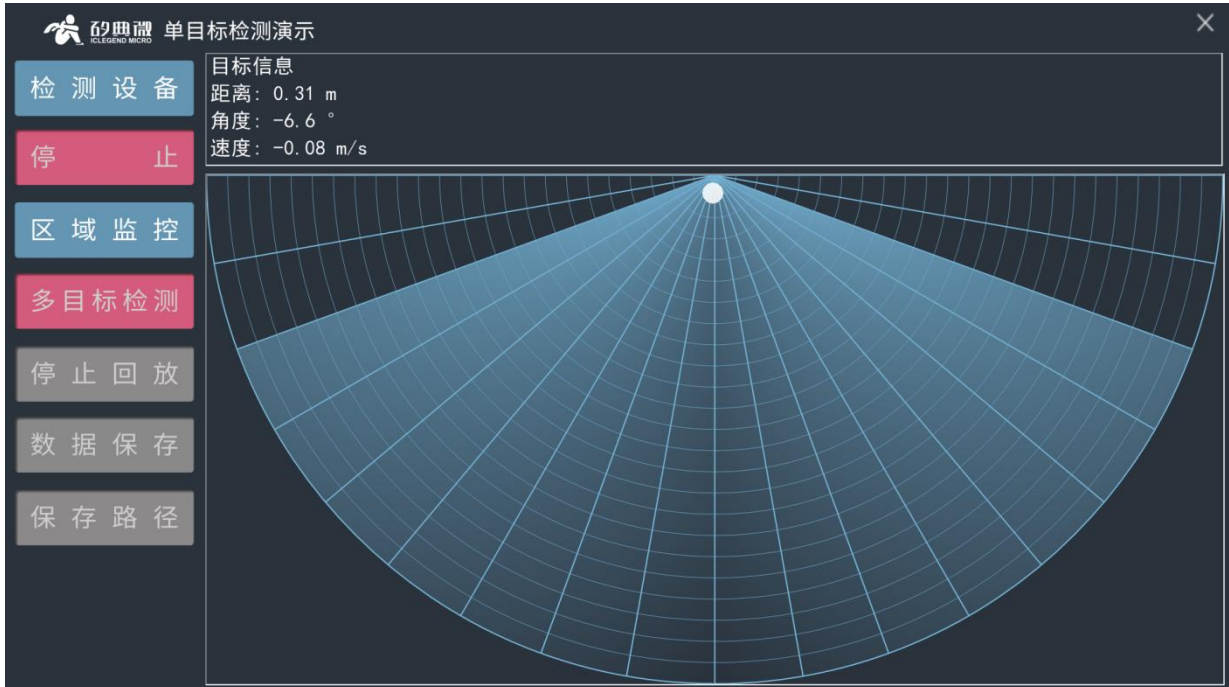 矽典微 单目标检测演示
ICLEGEND MICRO
检测设备
停止
区域监控
多目标检测
停止回放
数据保存
保存路径
目标信息
距离: 0.31 m
角度: -6.6 °
速度: -0.08 m/s